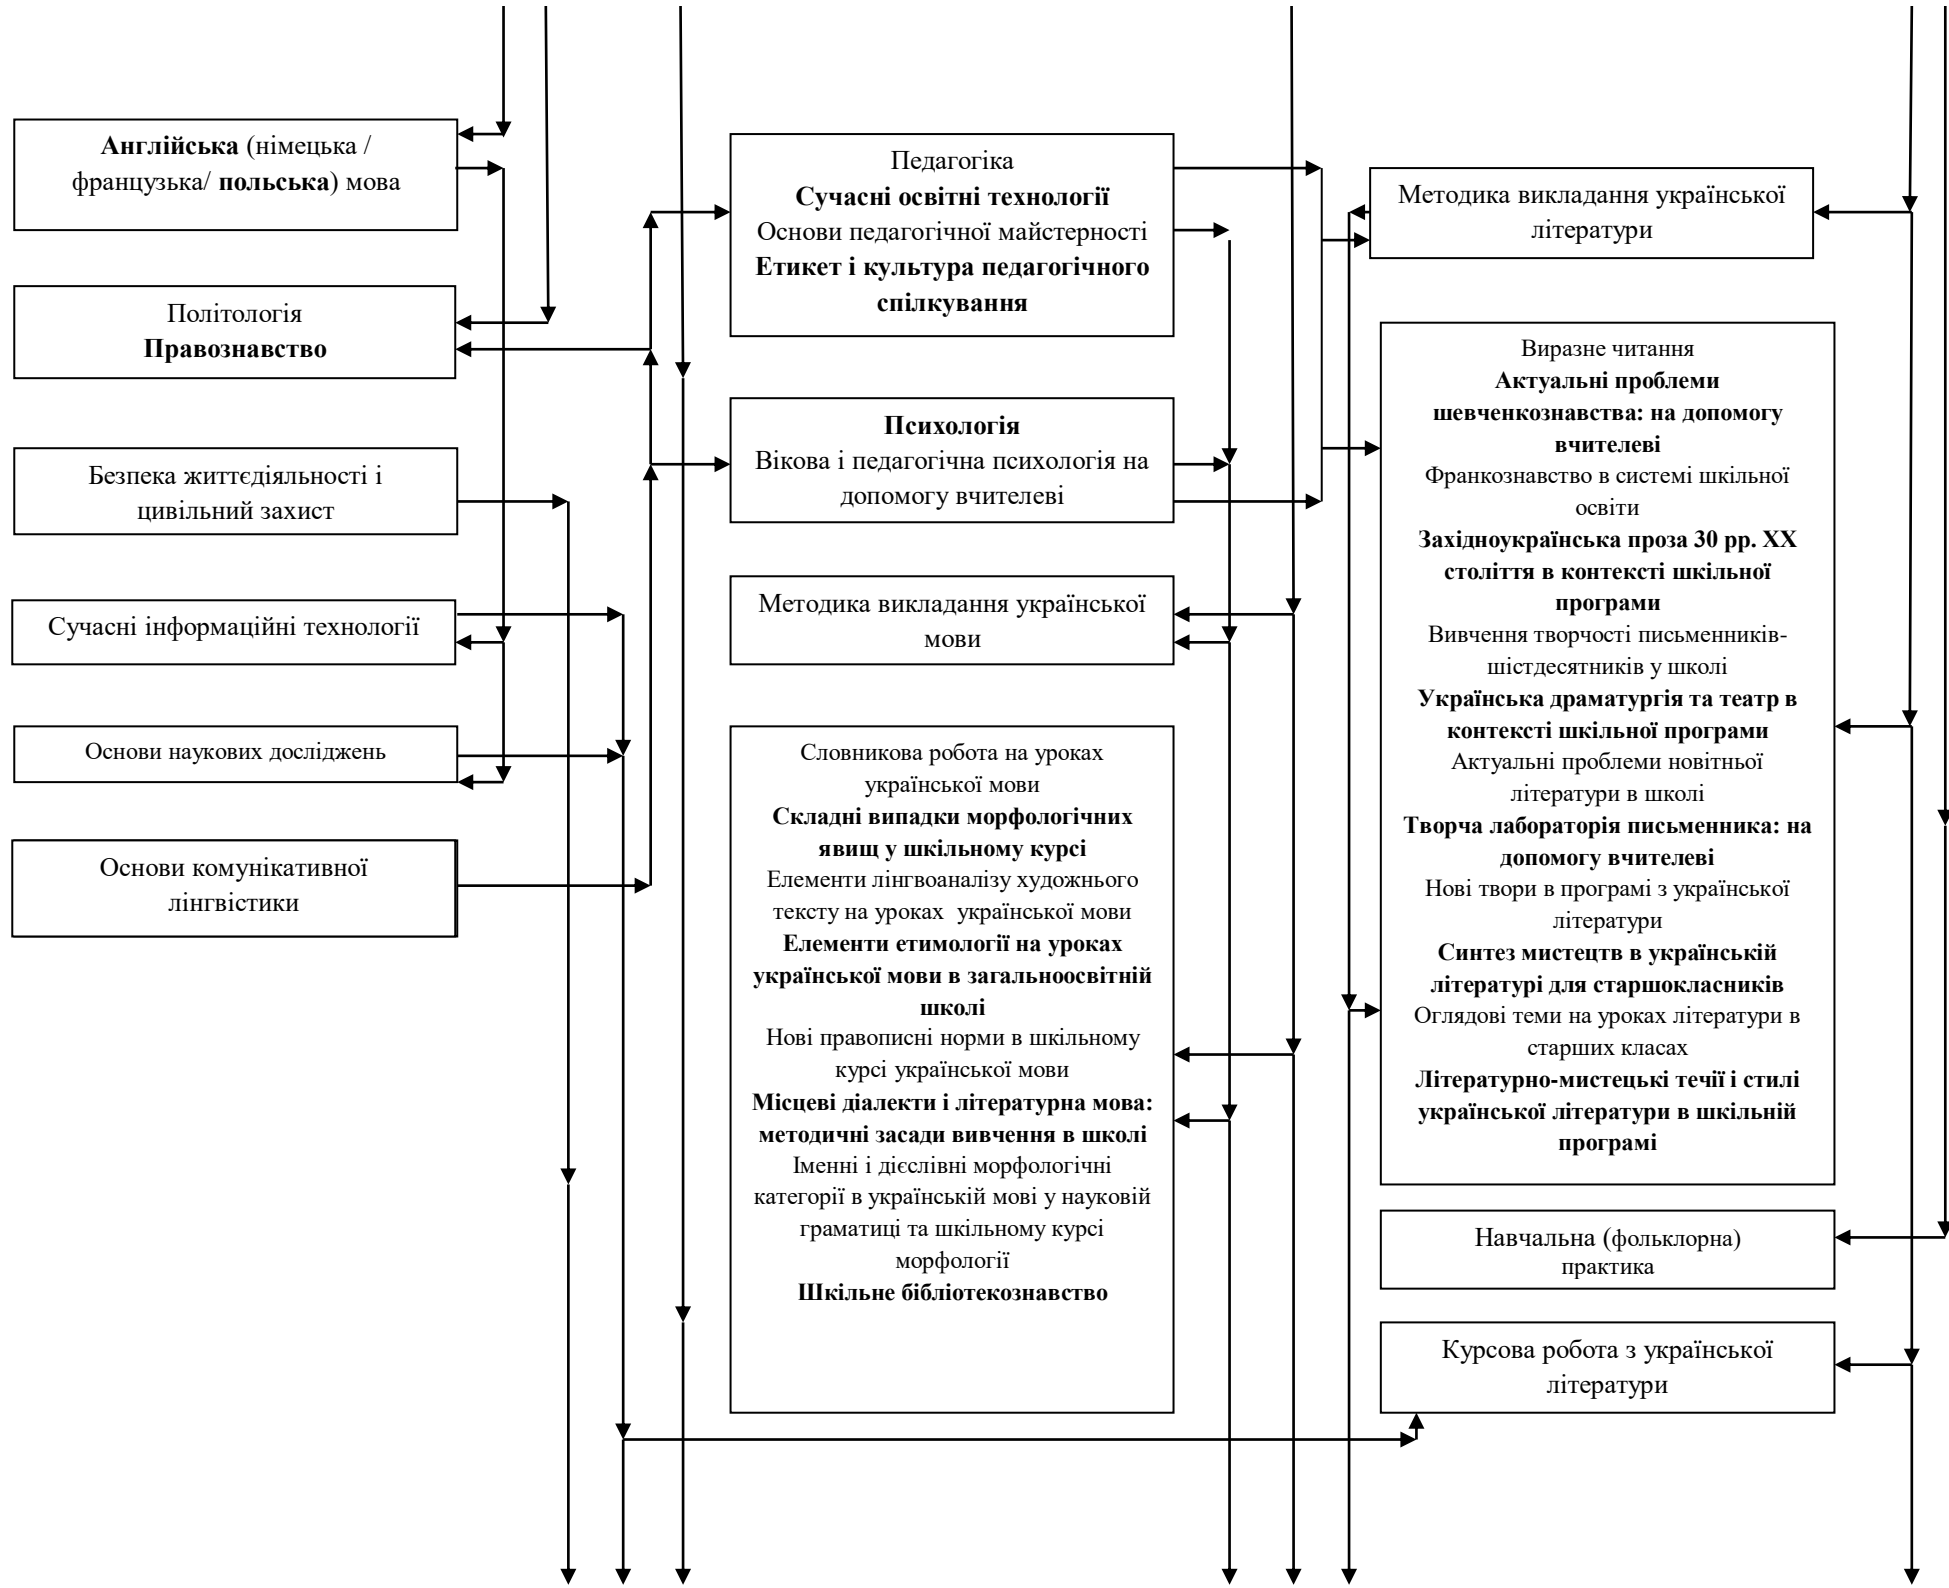 Англійська (німецька /
французька/ польська) мова
Політологія
Правознавство
Безпека життєдіяльності і
цивільний захист
Сучасні інформаційні технології
Основи наукових досліджень
Основи комунікативної
лінгвістики
Педагогіка
Сучасні освітні технології
Основи педагогічної майстерності
Етикет і культура педагогічного
спілкування
Психологія
Вікова і педагогічна психологія на
допомогу вчителеві
Методика викладання української
мови
Словникова робота на уроках
української мови
Складні випадки морфологічних
явищ у шкільному курсі
Елементи лінгвоаналізу художнього
тексту на уроках української мови
Елементи етимології на уроках
української мови в загальноосвітній
школі
Нові правописні норми в шкільному
курсі української мови
Місцеві діалекти і літературна мова:
методичні засади вивчення в школі
Іменні і дієслівні морфологічні
категорії в українській мові у науковій
граматиці та шкільному курсі
морфології
Шкільне бібліотекознавство
Методика викладання української
літератури
Виразне читання
Актуальні проблеми
шевченкознавства: на допомогу
вчителеві
Франкознавство в системі шкільної
освіти
Західноукраїнська проза 30 рр. ХХ
століття в контексті шкільної
програми
Вивчення творчості письменників-
шістдесятників у школі
Українська драматургія та театр в
контексті шкільної програми
Актуальні проблеми новітньої
літератури в школі
Творча лабораторія письменника: на
допомогу вчителеві
Нові твори в програмі з української
літератури
Синтез мистецтв в українській
літературі для старшокласників
Оглядові теми на уроках літератури в
старших класах
Літературно-мистецькі течії і стилі
української літератури в шкільній
програмі
Навчальна (фольклорна)
практика
Курсова робота з української
літератури